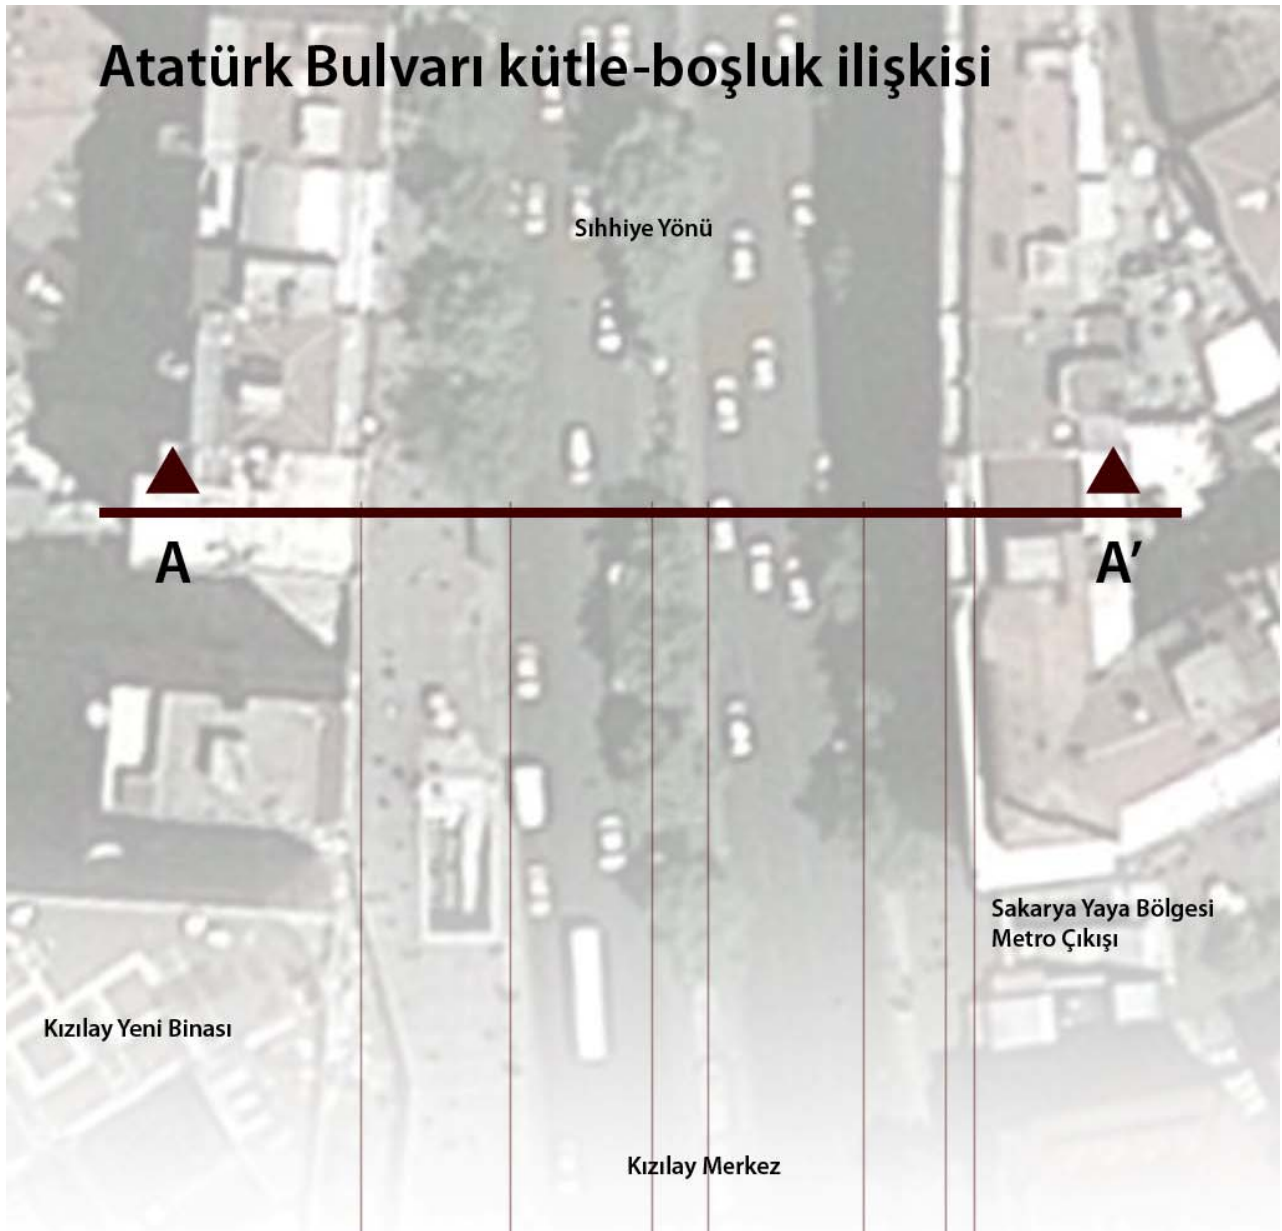 Atatürk Bulvarı kütle-boşluk ilişkisi
Sıhhiye Yönü
A
A’
Sakarya Yaya Bölgesi
Metro Çıkışı
Kızılay Yeni Binası
Kızılay Merkez